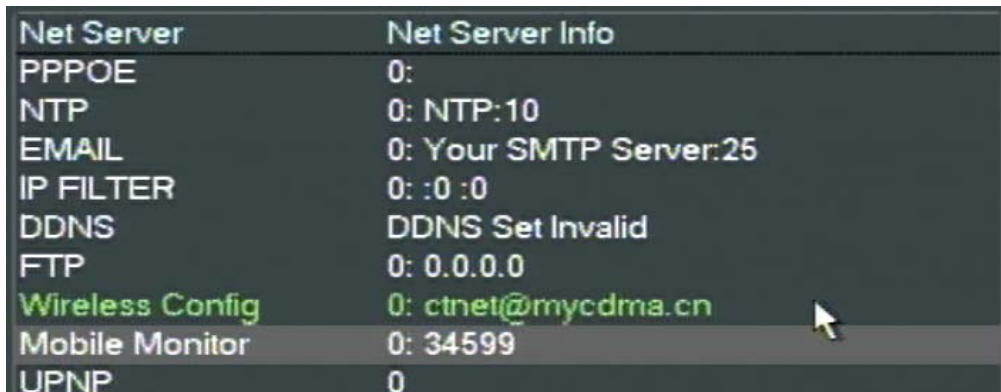 Net Server Net Server Info
PPPOE 0:
NTP 0: NTP:10
EMAIL 0: Your SMTP Server:25
IP FILTER 0: :0 :0
DDNS DDNS Set Invalid
FTP 0: 0.0.0.0
Wireless Config 0: ctnet@mycdma.cn
Mobile Monitor 0: 34599
UPNP 0